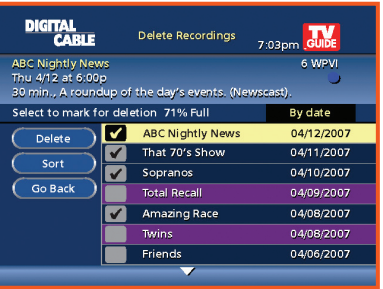 DIGITAL
CABLE
Delete Recordings
7:03pm
TV
GUIDE
ABC Nightly News
6 WPVI
Thu 4/12 at 6:00p
30 min., A roundup of the day's events. (Newscast).
Select to mark for deletion 71% Full
By date
Delete
Sort
Go Back
ABC Nightly News 04/12/2007
That 70's Show 04/11/2007
Sopranos 04/10/2007
Total Recall 04/09/2007
Amazing Race 04/08/2007
Twins 04/08/2007
Friends 04/06/2007